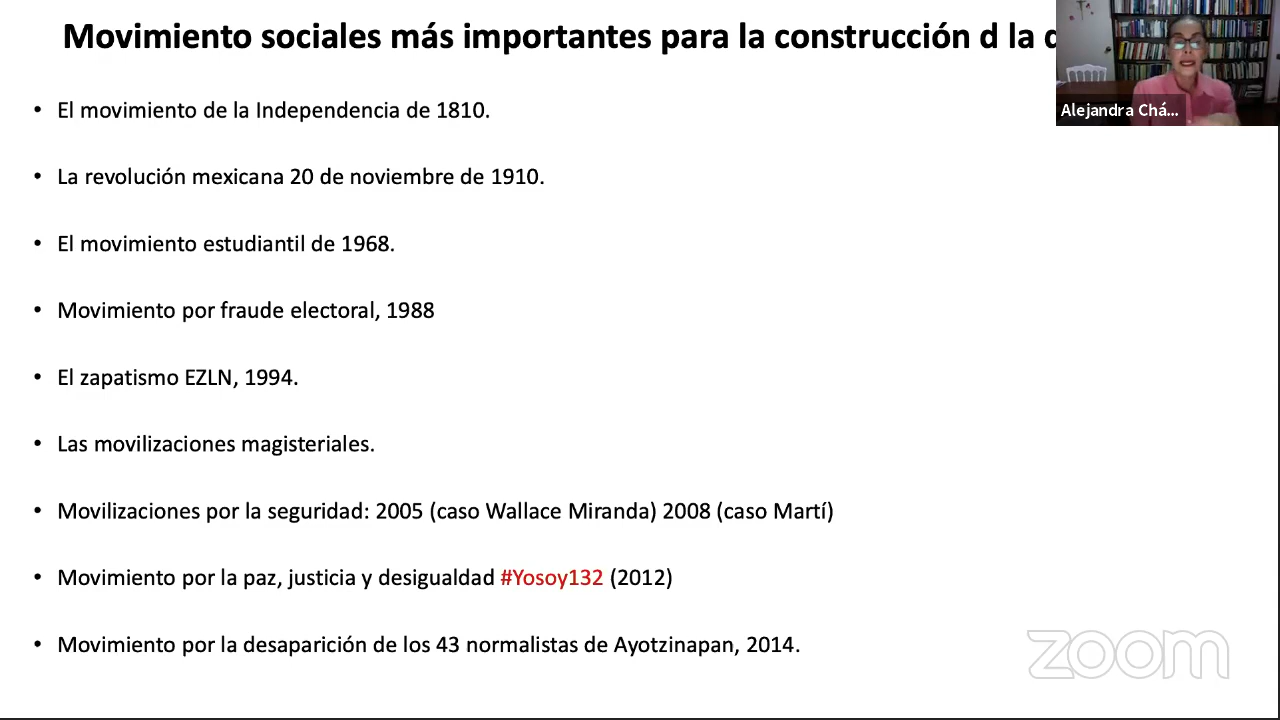 Movimiento sociales más importantes para la construcción d la
Alejandra Chá...
• El movimiento de la Independencia de 1810.
• La revolución mexicana 20 de noviembre de 1910.
• El movimiento estudiantil de 1968.
• Movimiento por fraude electoral, 1988
• El zapatismo EZLN, 1994.
• Las movilizaciones magisteriales.
• Movilizaciones por la seguridad: 2005 (caso Wallace Miranda) 2008 (caso Martí)
• Movimiento por la paz, justicia y desigualdad #Yosoy132 (2012)
• Movimiento por la desaparición de los 43 normalistas de Ayotzinapan, 2014.
zoom